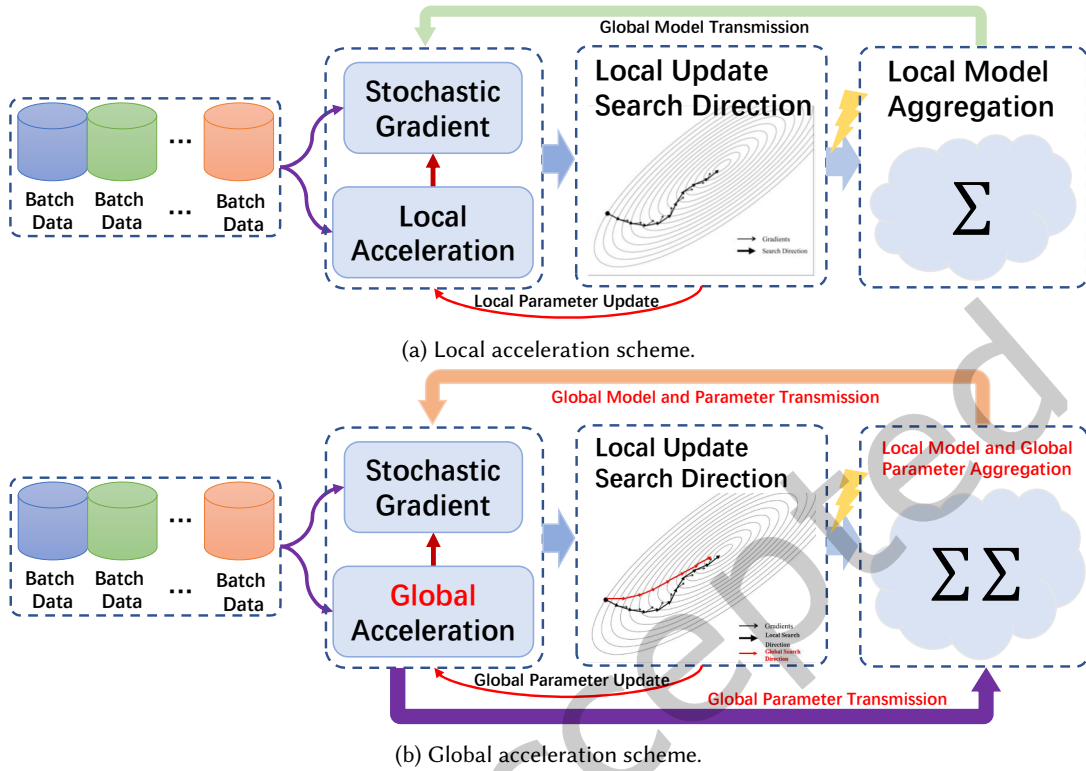 Global Model Transmission
Stochastic
Gradient
Local
Acceleration
Local Update
Search Direction
Gradients
Search Direction
Local Model
Aggregation
Σ
...
Batch
Data
Batch
Data
...
Batch
Data
Local Parameter Update
(a) Local acceleration scheme.
Global Model and Parameter Transmission
Stochastic
Gradient
Global
Acceleration
Local Update
Search Direction
Gradients
Local Search
Direction
Global Search
Direction
Local Model and Global
Parameter Aggregation
Σ Σ
...
Batch
Data
Batch
Data
...
Batch
Data
Global Parameter Update
Global Parameter Transmission
(b) Global acceleration scheme.
ccepted